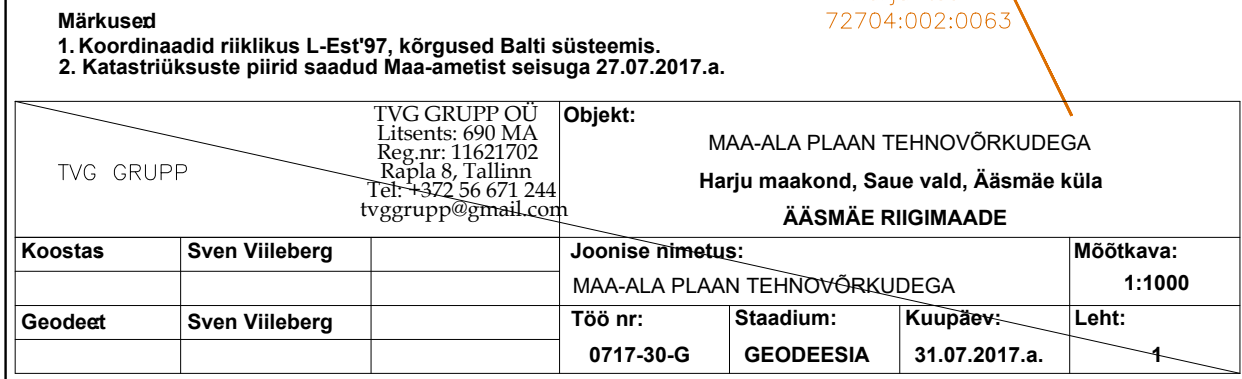 Märkused
1. Koordinaadid riiklikus L-Est'97, kõrgused Balti süsteemis.
2. Katastriüksuste piirid saadud Maa-ametist seisuga 27.07.2017.a.
72704:002:0063
TVG GRUPP
TVG GRUPP OÜ
Litsents: 690 MA
Reg.nr: 11621702
Rapla 8, Tallinn
Tel: +372 56 671 244
tvggrupp@gmail.com
Objekt:
MAA-ALA PLAAN TEHNOVÕRKUDEGA
Harju maakond, Saue vald, Ääsmäe küla
ÄÄSMÄE RIIGIMAADE
Koostas Sven Viileberg
Joonise nimetus:
MAA-ALA PLAAN TEHNOVÕRKUDEGA
Mõõtkava:
1:1000
Geodeet Sven Viileberg
Töö nr:
0717-30-G
Staadium:
GEODEESIA
Kuupäev:
31.07.2017.a.
Leht:
1